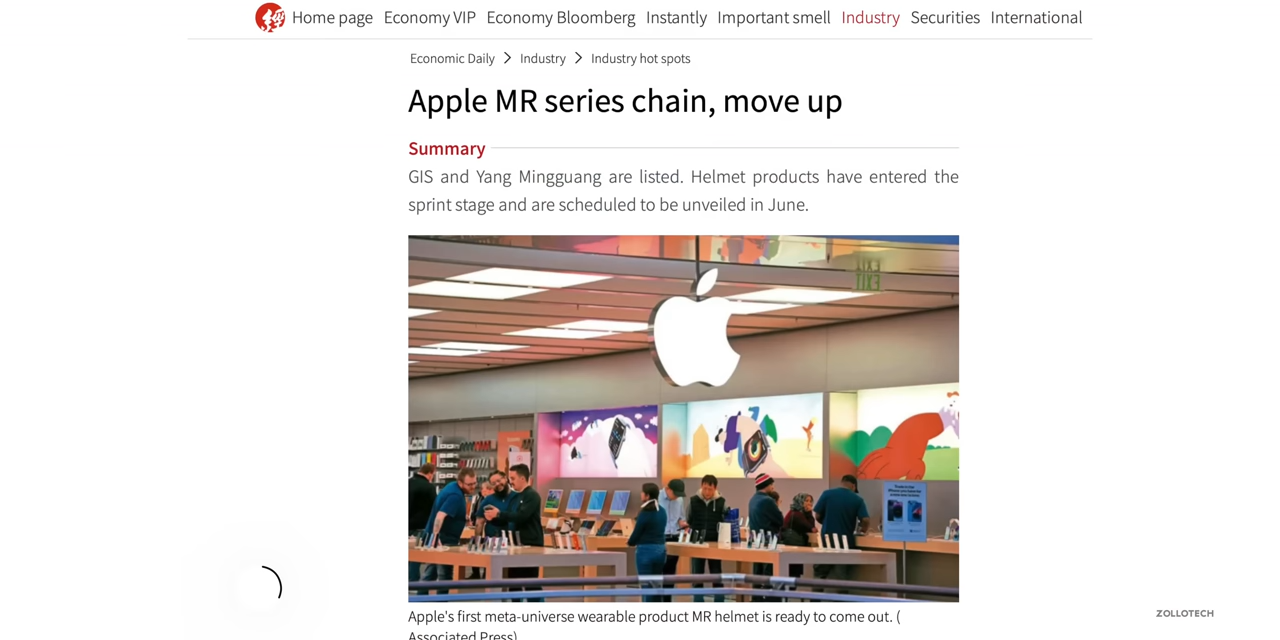 Home page Economy VIP Economy Bloomberg Instantly Important smell Industry Securities International
Economic Daily > Industry > Industry hot spots
Apple MR series chain, move up
Summary
GIS and Yang Mingguang are listed. Helmet products have entered the
sprint stage and are scheduled to be unveiled in June.
EXIT
Apple's first meta-universe wearable product MR helmet is ready to come out. (
Associated Press)
ZOLLOTECH